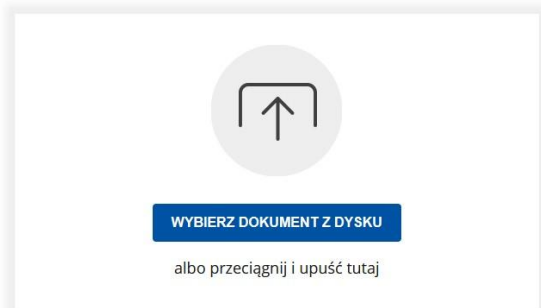 WYBIERZ DOKUMENT Z DYSKU
albo przeciągnij i upuść tutaj